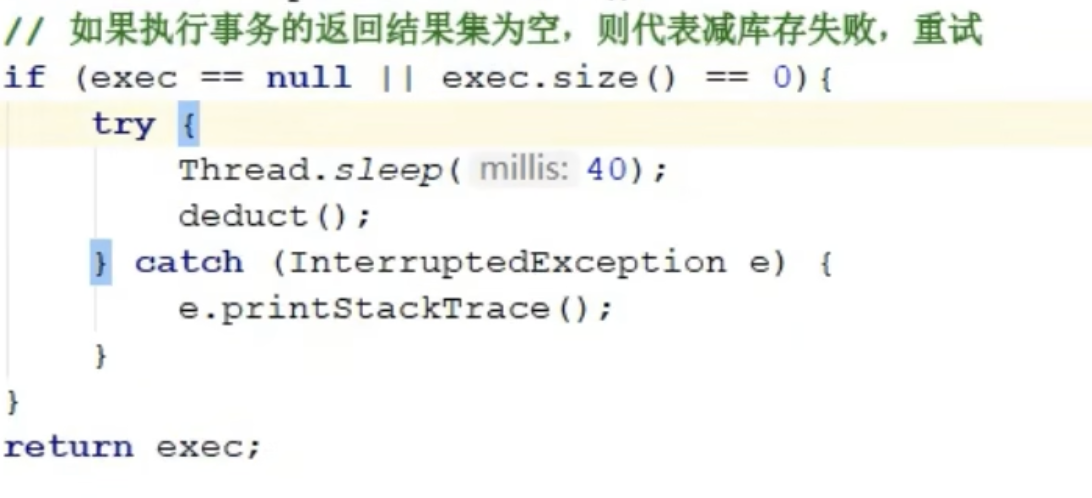 // 如果执行事务的返回结果集为空，则代表减库存失败，重试
if (exec == null || exec.size() == 0){
try {
Thread.sleep( millis: 40);
deduct();
} catch (InterruptedException e) {
e.printStackTrace();
}
}
return exec;